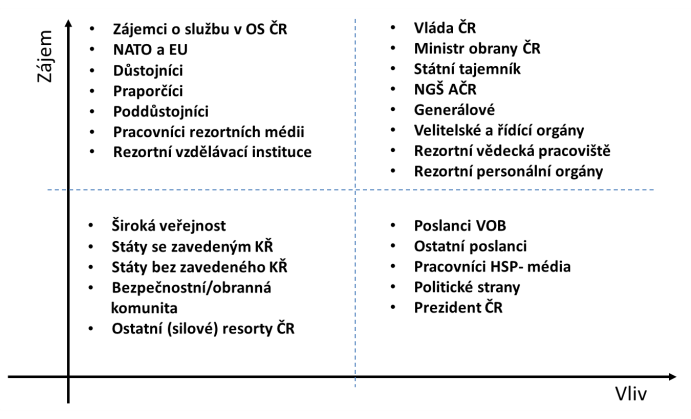 Zájem
Zájemci o službu v OS ČR
NATO a EU
Důstojníci
Praporčíci
Poddůstojníci
Pracovníci rezortních médii
Rezortní vzdělávací instituce
Vláda ČR
Ministr obrany ČR
Státní tajemník
NGŠ AČR
Generálové
Velitelské a řídící orgány
Rezortní vědecká pracoviště
Rezortní personální orgány
Široká veřejnost
Státy se zavedeným KŘ
Státy bez zavedeného KŘ
Bezpečnostní/obranná
komunita
Ostatní (silové) resorty ČR
Poslanci VOB
Ostatní poslanci
Pracovníci HSP- média
Politické strany
Prezident ČR
Vliv